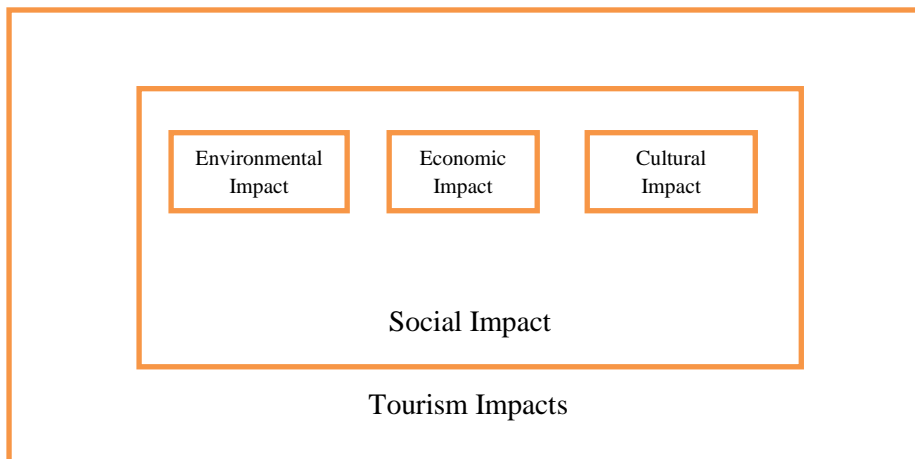 Environmental
Impact
Economic
Impact
Cultural
Impact
Social Impact
Tourism Impacts